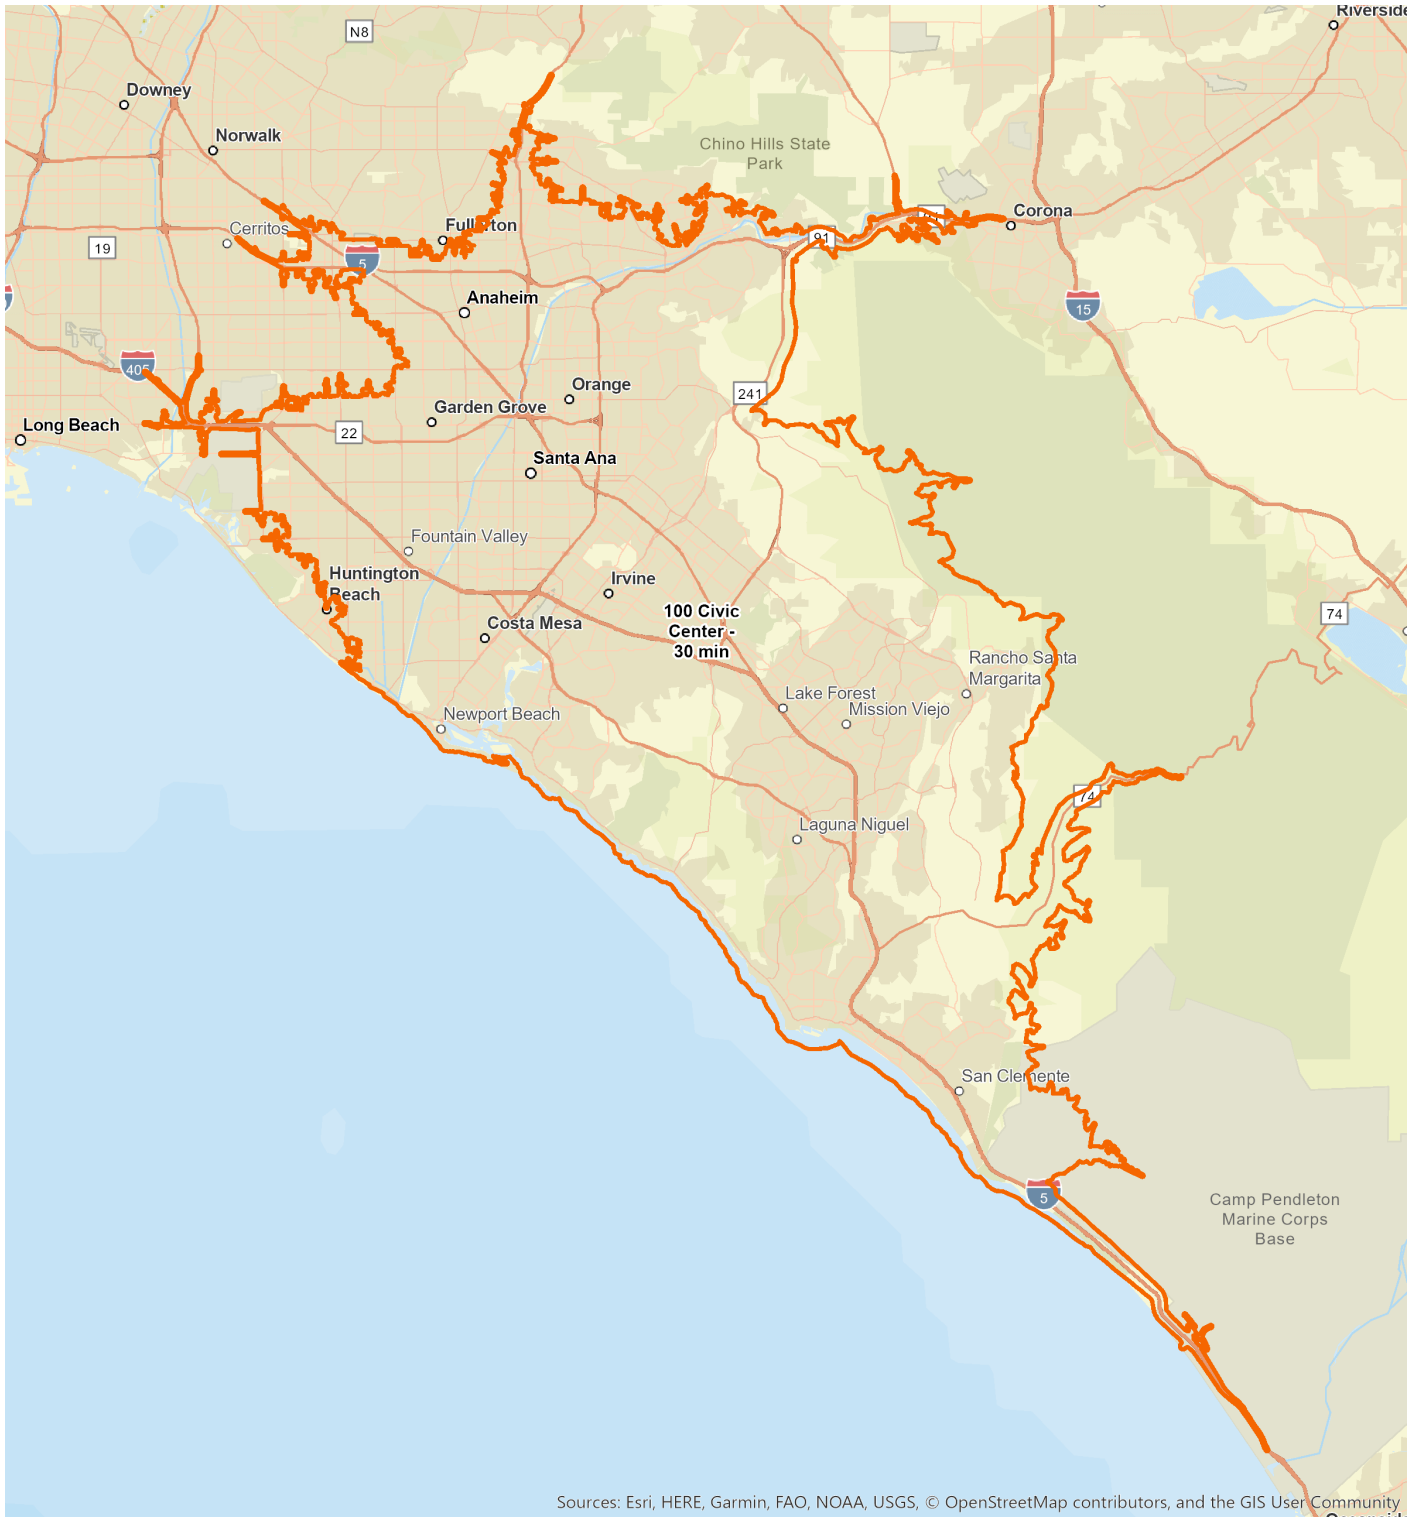 Riverside
N8
Downey
Norwalk
Chino Hills State
Park
Cerritos
Fullerton
Corona
91
91
19
5
Anaheim
15
405
Orange
241
Long Beach
Garden Grove
22
Santa Ana
Fountain Valley
Huntington
Beach
Irvine
100 Civic
Center -
30 min
Costa Mesa
74
Rancho Santa
Margarita
Lake Forest
Mission Viejo
Newport Beach
74
Laguna Niguel
San Clemente
5
Camp Pendleton
Marine Corps
Base
Sources: Esri, HERE, Garmin, FAO, NOAA, USGS, © OpenStreetMap contributors, and the GIS User Community